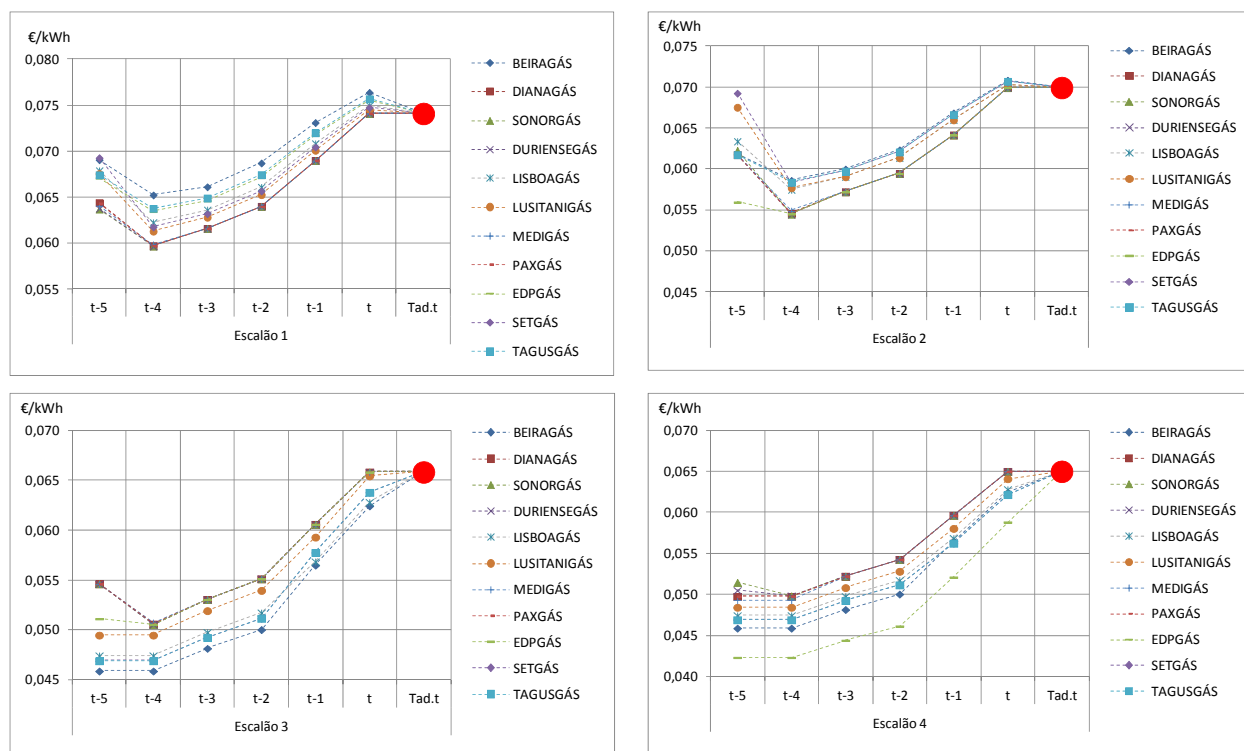 €/kWh
0,080
0,075
0,070
0,065
0,060
0,055
t-5 t-4 t-3 t-2 t-1 t Tad.t
Escalão 1
BEIRAGÁS
DIANAGÁS
SONORGÁS
DURIENSEGÁS
LISBOAGÁS
LUSITANIGÁS
MEDIGÁS
PAXGÁS
EDPGÁS
SETGÁS
TAGUSGÁS
€/kWh
0,075
0,070
0,065
0,060
0,055
0,050
0,045
t-5 t-4 t-3 t-2 t-1 t Tad.t
Escalão 2
BEIRAGÁS
DIANAGÁS
SONORGÁS
DURIENSEGÁS
LISBOAGÁS
LUSITANIGÁS
MEDIGÁS
PAXGÁS
EDPGÁS
SETGÁS
TAGUSGÁS
€/kWh
0,070
0,065
0,060
0,055
0,050
0,045
t-5 t-4 t-3 t-2 t-1 t Tad.t
Escalão 3
BEIRAGÁS
DIANAGÁS
SONORGÁS
DURIENSEGÁS
LISBOAGÁS
LUSITANIGÁS
MEDIGÁS
PAXGÁS
EDPGÁS
SETGÁS
TAGUSGÁS
€/kWh
0,070
0,065
0,060
0,055
0,050
0,045
0,040
t-5 t-4 t-3 t-2 t-1 t Tad.t
Escalão 4
BEIRAGÁS
DIANAGÁS
SONORGÁS
DURIENSEGÁS
LISBOAGÁS
LUSITANIGÁS
MEDIGÁS
PAXGÁS
EDPGÁS
SETGÁS
TAGUSGÁS